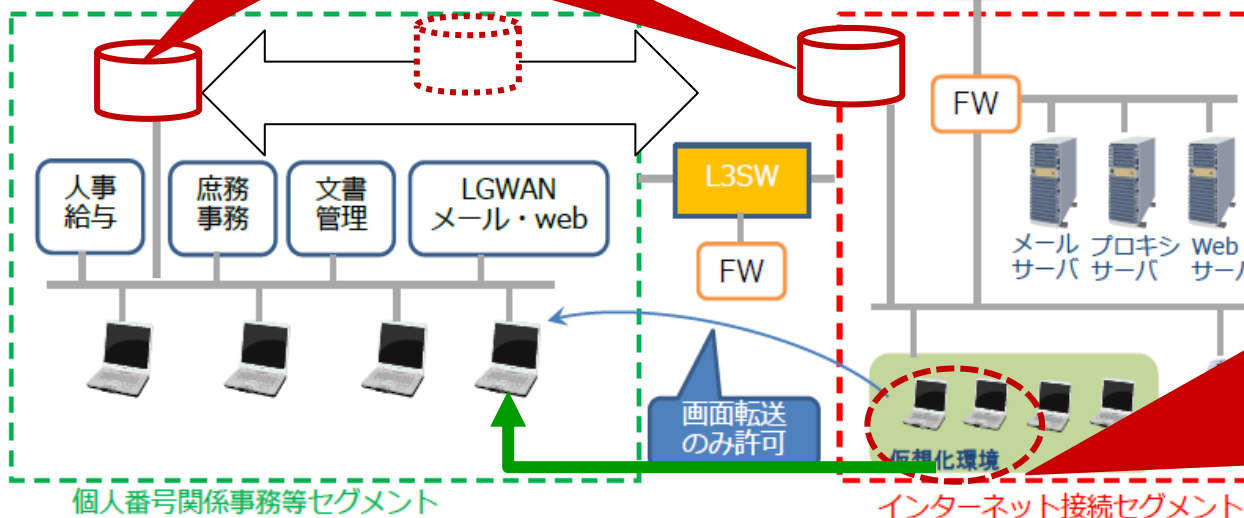 人事
給与
庶務
事務
文書
管理
LGWAN
メール・web
L3SW
FW
FW
メール
サーバ
プロキシ
サーバ
Web
サーバ
画面転送
のみ許可
仮想化環境
個人番号関係事務等セグメント
インターネット接続セグメント